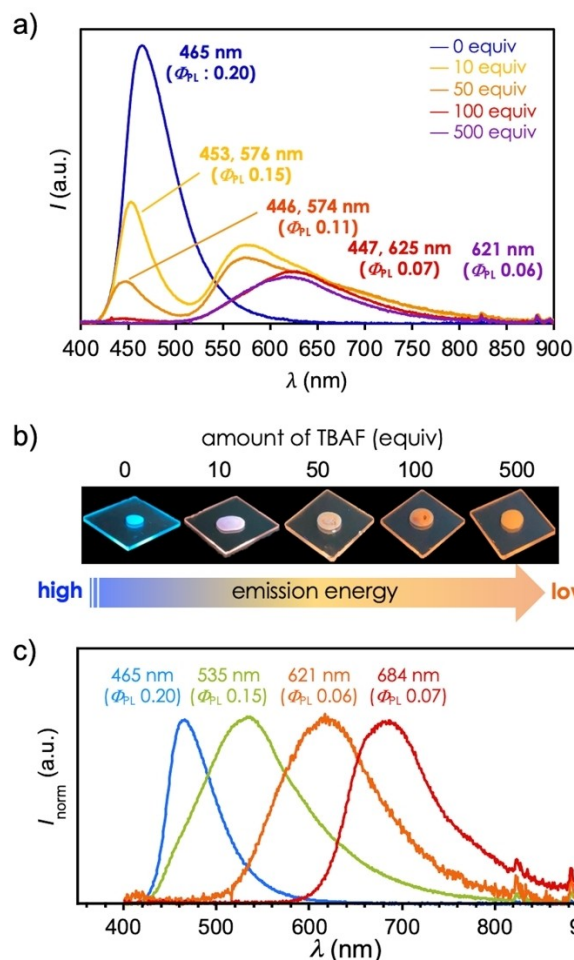 a)
465 nm
(ΦPL : 0.20)
0 equiv
10 equiv
50 equiv
100 equiv
500 equiv
453, 576 nm
(ΦPL 0.15)
446, 574 nm
(ΦPL 0.11)
447, 625 nm
(ΦPL 0.07)
621 nm
(ΦPL 0.06)
I (a.u.)
400 450 500 550 600 650 700 750 800 850 900
λ (nm)
b)
amount of TBAF (equiv)
0 10 50 100 500
high emission energy low
c)
465 nm 535 nm 621 nm 684 nm
(ΦPL 0.20) (ΦPL 0.15) (ΦPL 0.06) (ΦPL 0.07)
Inorm (a.u.)
400 500 600 700 800 9
λ (nm)